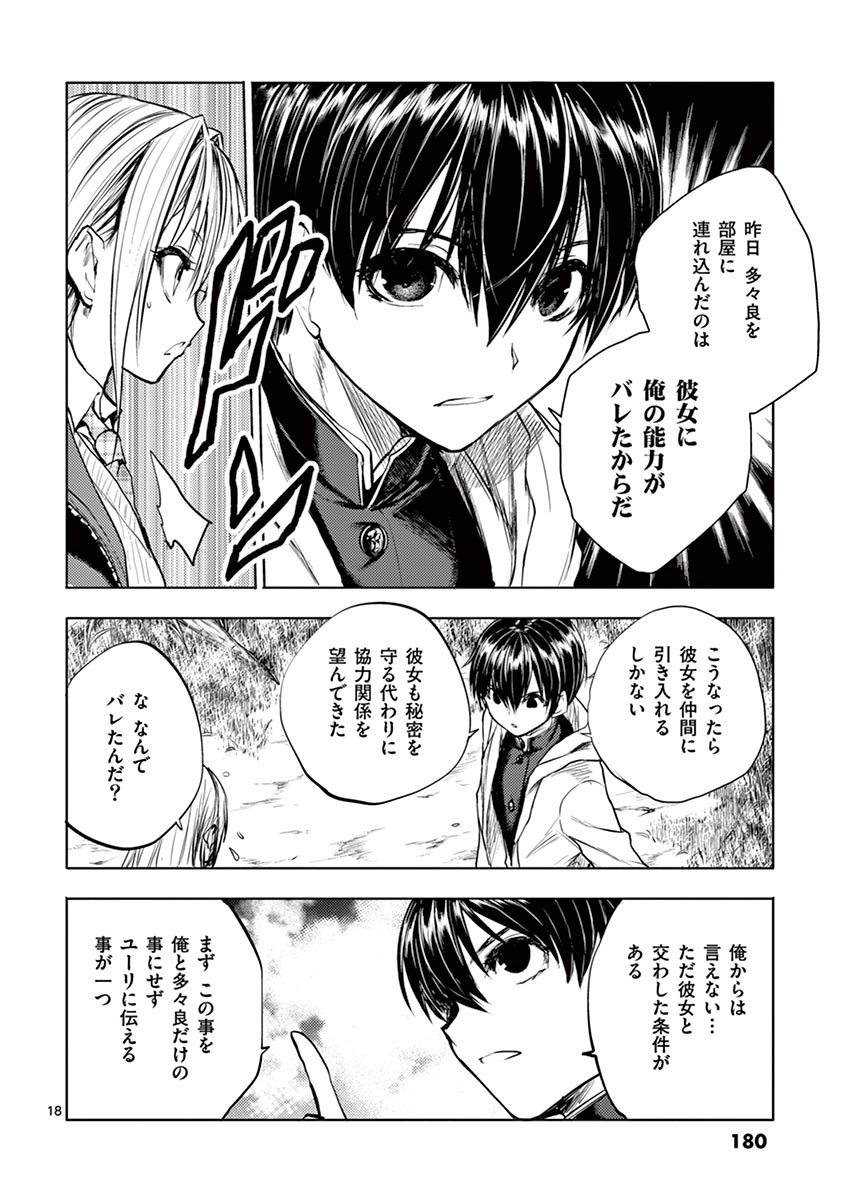 昨日 多々良を
部屋に
連れ込んだのは
彼女に
俺の能力が
バレたからだ
こうなったら
彼女を仲間に
引き入れる
しかない
彼女も秘密を
守る代わりに
協力関係を
望んできた
な なんで
バレたんだ?
俺からは
言えない…
ただ彼女と
交わした条件が
ある
まず この事を
俺と多々良だけの
事にせず
ユーリに伝える
事が一つ
18
180